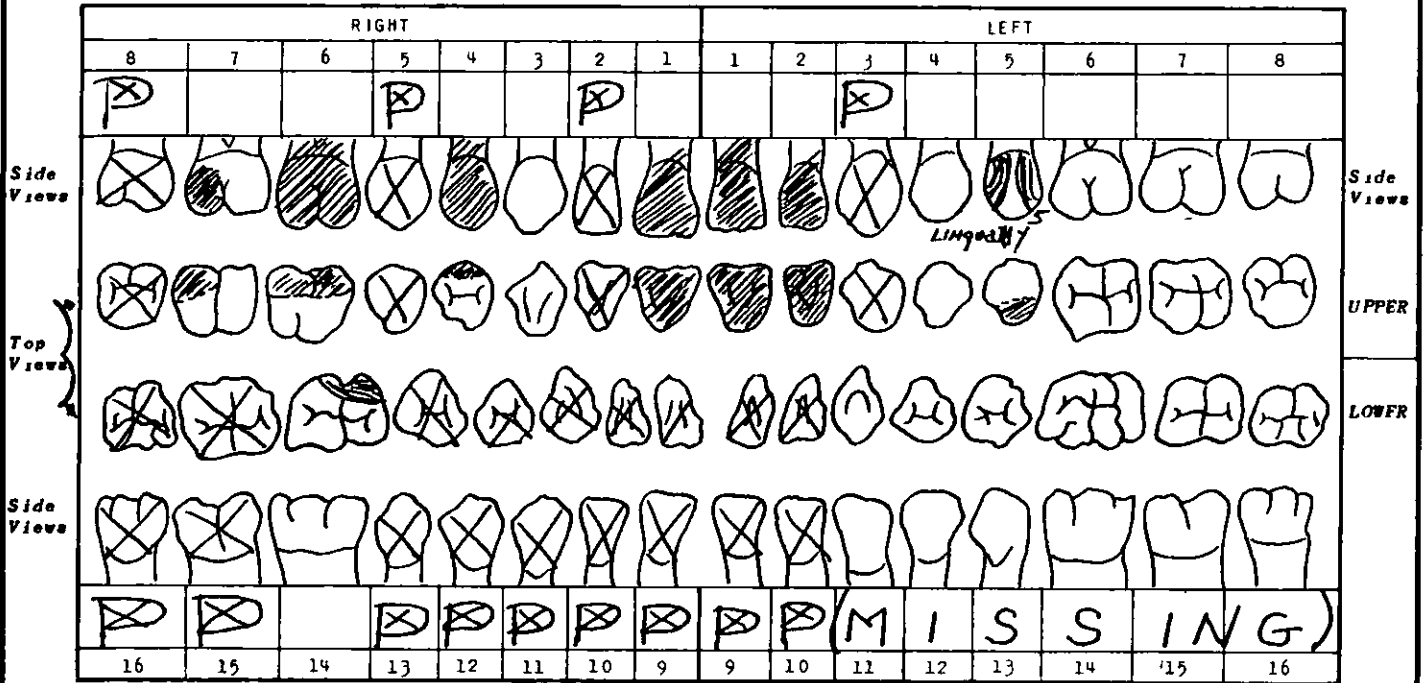 RIGHT LEFT
8 7 6 5 4 3 2 1 1 2 3 4 5 6 7 8
P P P P
Side Views Side Views
Lingually
UPPER
Top Views
LOWER
Side Views
P P P P P P P P P (MISSING)
16 15 14 13 12 11 10 9 9 10 11 12 13 14 15 16